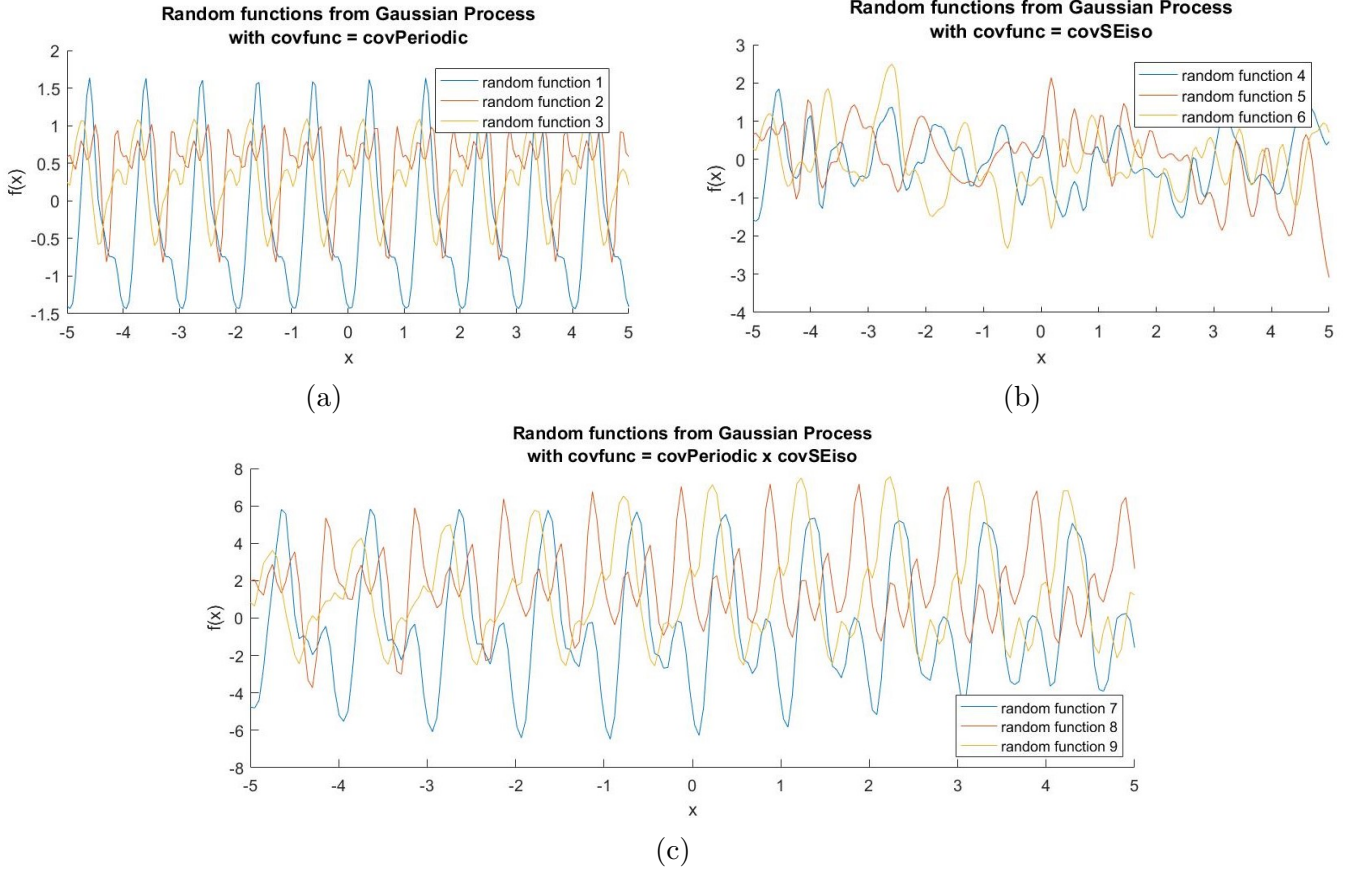 Random functions from Gaussian Process
with covfunc = covPeriodic
2
1.5
1
0.5
0
-0.5
-1
-1.5
f(x)
-5 -4 -3 -2 -1 0 1 2 3 4 5
x
random function 1
random function 2
random function 3
(a)
Random functions from Gaussian Process
with covfunc = covSEiso
3
2
1
0
-1
-2
-3
-4
f(x)
-5 -4 -3 -2 -1 0 1 2 3 4 5
x
random function 4
random function 5
random function 6
(b)
Random functions from Gaussian Process
with covfunc = covPeriodic x covSEiso
8
6
4
2
0
-2
-4
-6
-8
f(x)
-5 -4 -3 -2 -1 0 1 2 3 4 5
x
random function 7
random function 8
random function 9
(c)